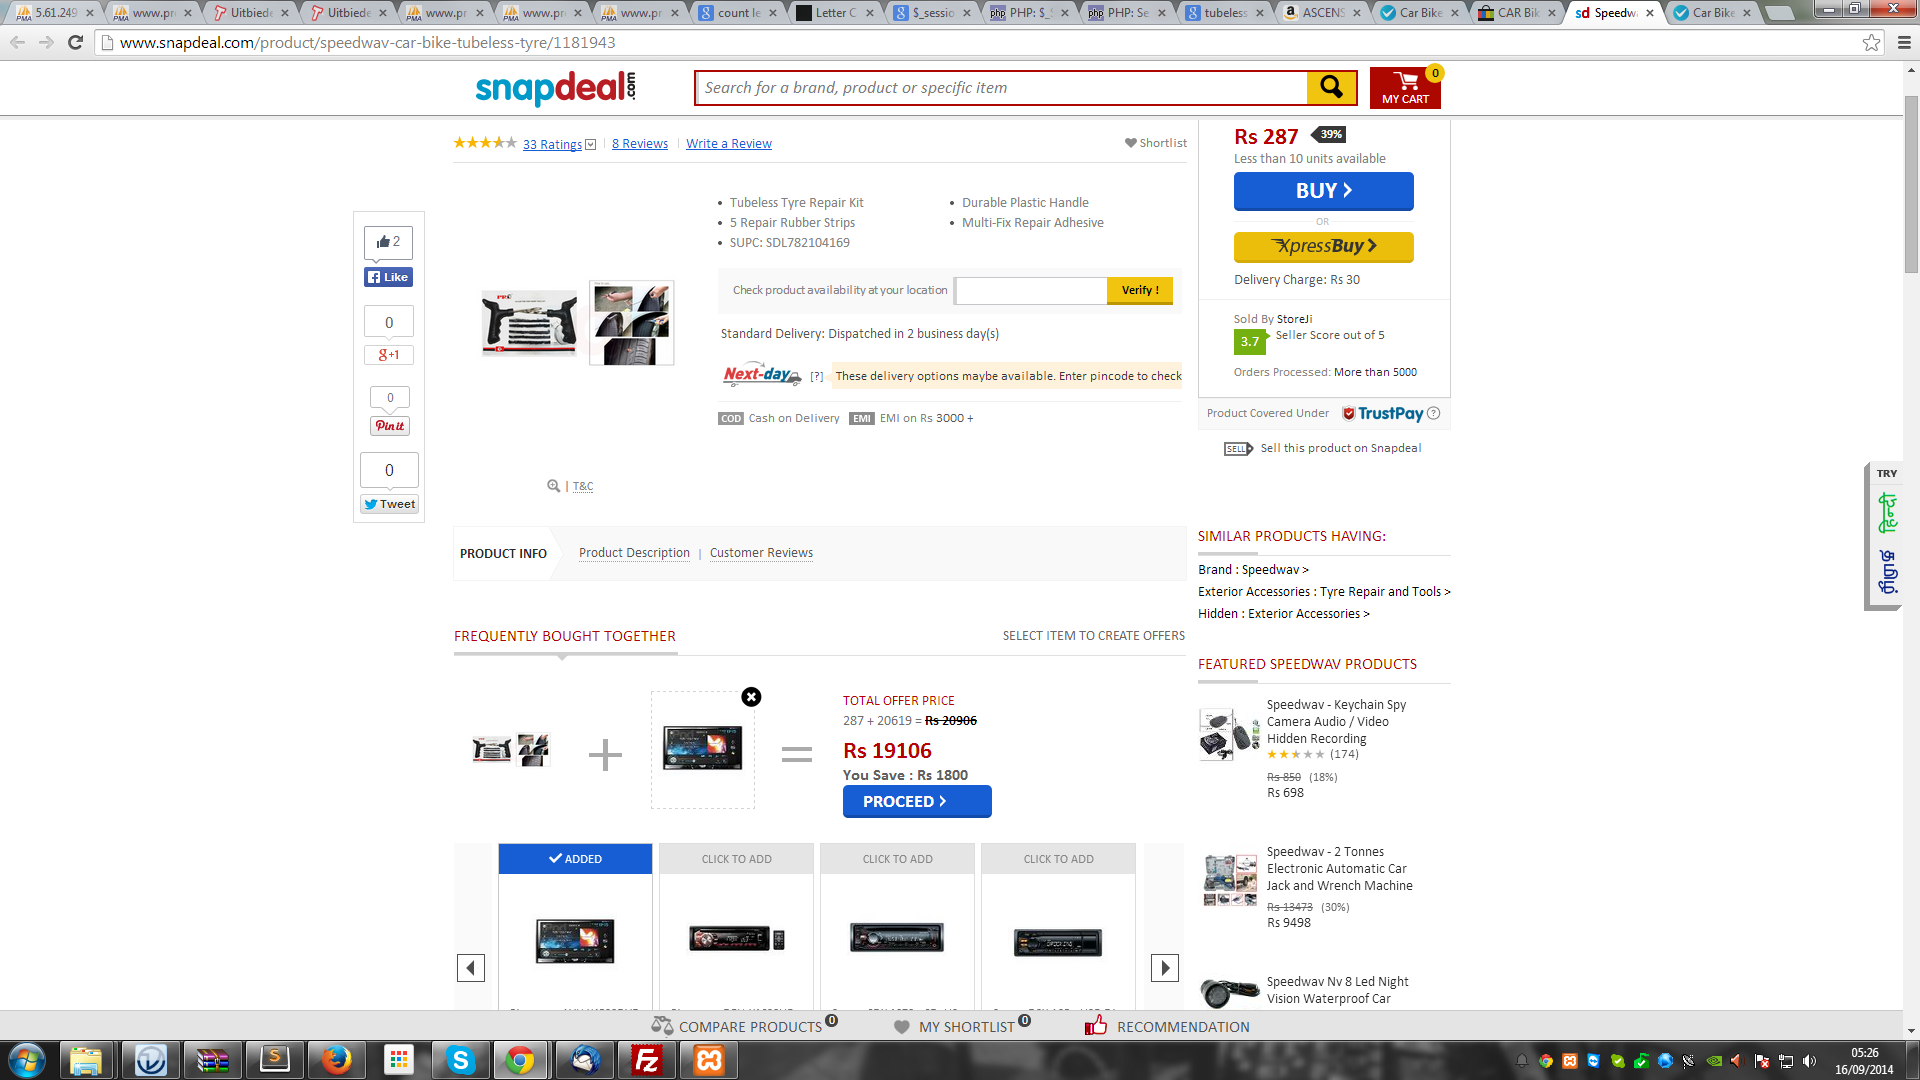 5.61.249
www.pr
Uitbied
Uitbied
www.pr
www.pr
www.pr
count le
Letter C
$_sessio
PHP: $_
PHP: Se
tubeless
ASCENS
Car Bike
CAR Bik
Speedw
Car Bike
www.snapdeal.com/product/speedwav-car-bike-tubeless-tyre/1181943
snapdeal.com
Search for a brand, product or specific item
0
MY CART
33 Ratings
8 Reviews
Write a Review
Shortlist
Rs 287 39%
Less than 10 units available
BUY >
OR
XpressBuy >
Delivery Charge: Rs 30
Sold By StoreJi
3.7 Seller Score out of 5
Orders Processed: More than 5000
Product Covered Under TrustPay ?
SELL Sell this product on Snapdeal
Tubeless Tyre Repair Kit
5 Repair Rubber Strips
SUPC: SDL782104169
Durable Plastic Handle
Multi-Fix Repair Adhesive
Check product availability at your location
Verify !
Standard Delivery: Dispatched in 2 business day(s)
Next-day [?] These delivery options maybe available. Enter pincode to check
COD Cash on Delivery EMI EMI on Rs 3000 +
2
Like
0
g+1
0
Pin it
0
Tweet
| T&C
TRY
हिन्दी
தமிழ்
PRODUCT INFO
Product Description | Customer Reviews
SIMILAR PRODUCTS HAVING:
Brand : Speedwav >
Exterior Accessories : Tyre Repair and Tools >
Hidden : Exterior Accessories >
FREQUENTLY BOUGHT TOGETHER
SELECT ITEM TO CREATE OFFERS
TOTAL OFFER PRICE
287 + 20619 = Rs 20906
Rs 19106
You Save : Rs 1800
PROCEED >
ADDED
CLICK TO ADD
CLICK TO ADD
CLICK TO ADD
FEATURED SPEEDWAV PRODUCTS
Speedwav - Keychain Spy
Camera Audio / Video
Hidden Recording
(174)
Rs 850 (18%)
Rs 698
Speedwav - 2 Tonnes
Electronic Automatic Car
Jack and Wrench Machine
Rs 13473 (30%)
Rs 9498
Speedwav Nv 8 Led Night
Vision Waterproof Car
COMPARE PRODUCTS 0
MY SHORTLIST 0
RECOMMENDATION
05:26
16/09/2014